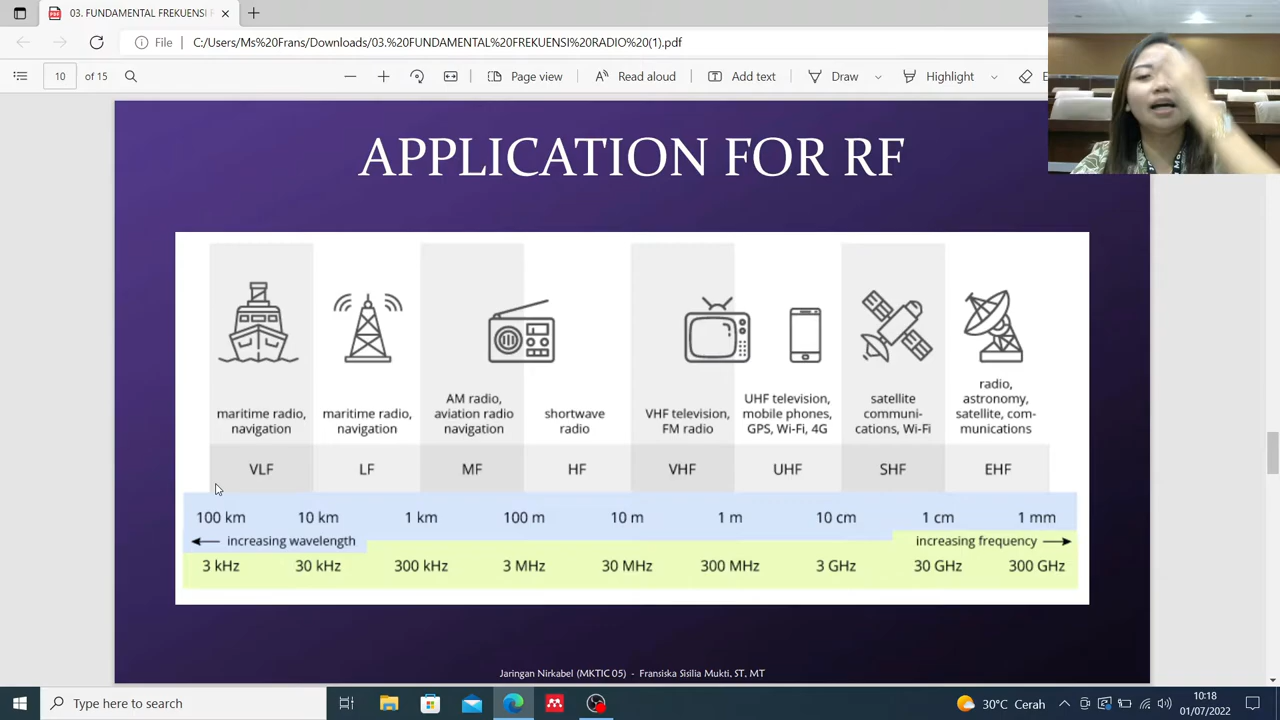 03. FUNDAMENTAL FREKUENSI
File C:/Users/Ms%20Frans/Downloads/03.%20FUNDAMENTAL%20FREKUENSI%20RADIO%20(1).pdf
10 of 15
Page view
Read aloud
Add text
Draw
Highlight
APPLICATION FOR RF
maritime radio,
navigation
maritime radio,
navigation
AM radio,
aviation radio
navigation
shortwave
radio
VHF television,
FM radio
UHF television,
mobile phones,
GPS, Wi-Fi, 4G
satellite
communi-
cations, Wi-Fi
radio,
astronomy,
satellite, com-
munications
VLF LF MF HF VHF UHF SHF EHF
100 km 10 km 1 km 100 m 10 m 1 m 10 cm 1 cm 1 mm
increasing wavelength increasing frequency
3 kHz 30 kHz 300 kHz 3 MHz 30 MHz 300 MHz 3 GHz 30 GHz 300 GHz
Jaringan Nirkabel (MKTIC 05) - Fransiska Sisilia Mukti, ST, MT
Type here to search
30°C Cerah
10:18
01/07/2022